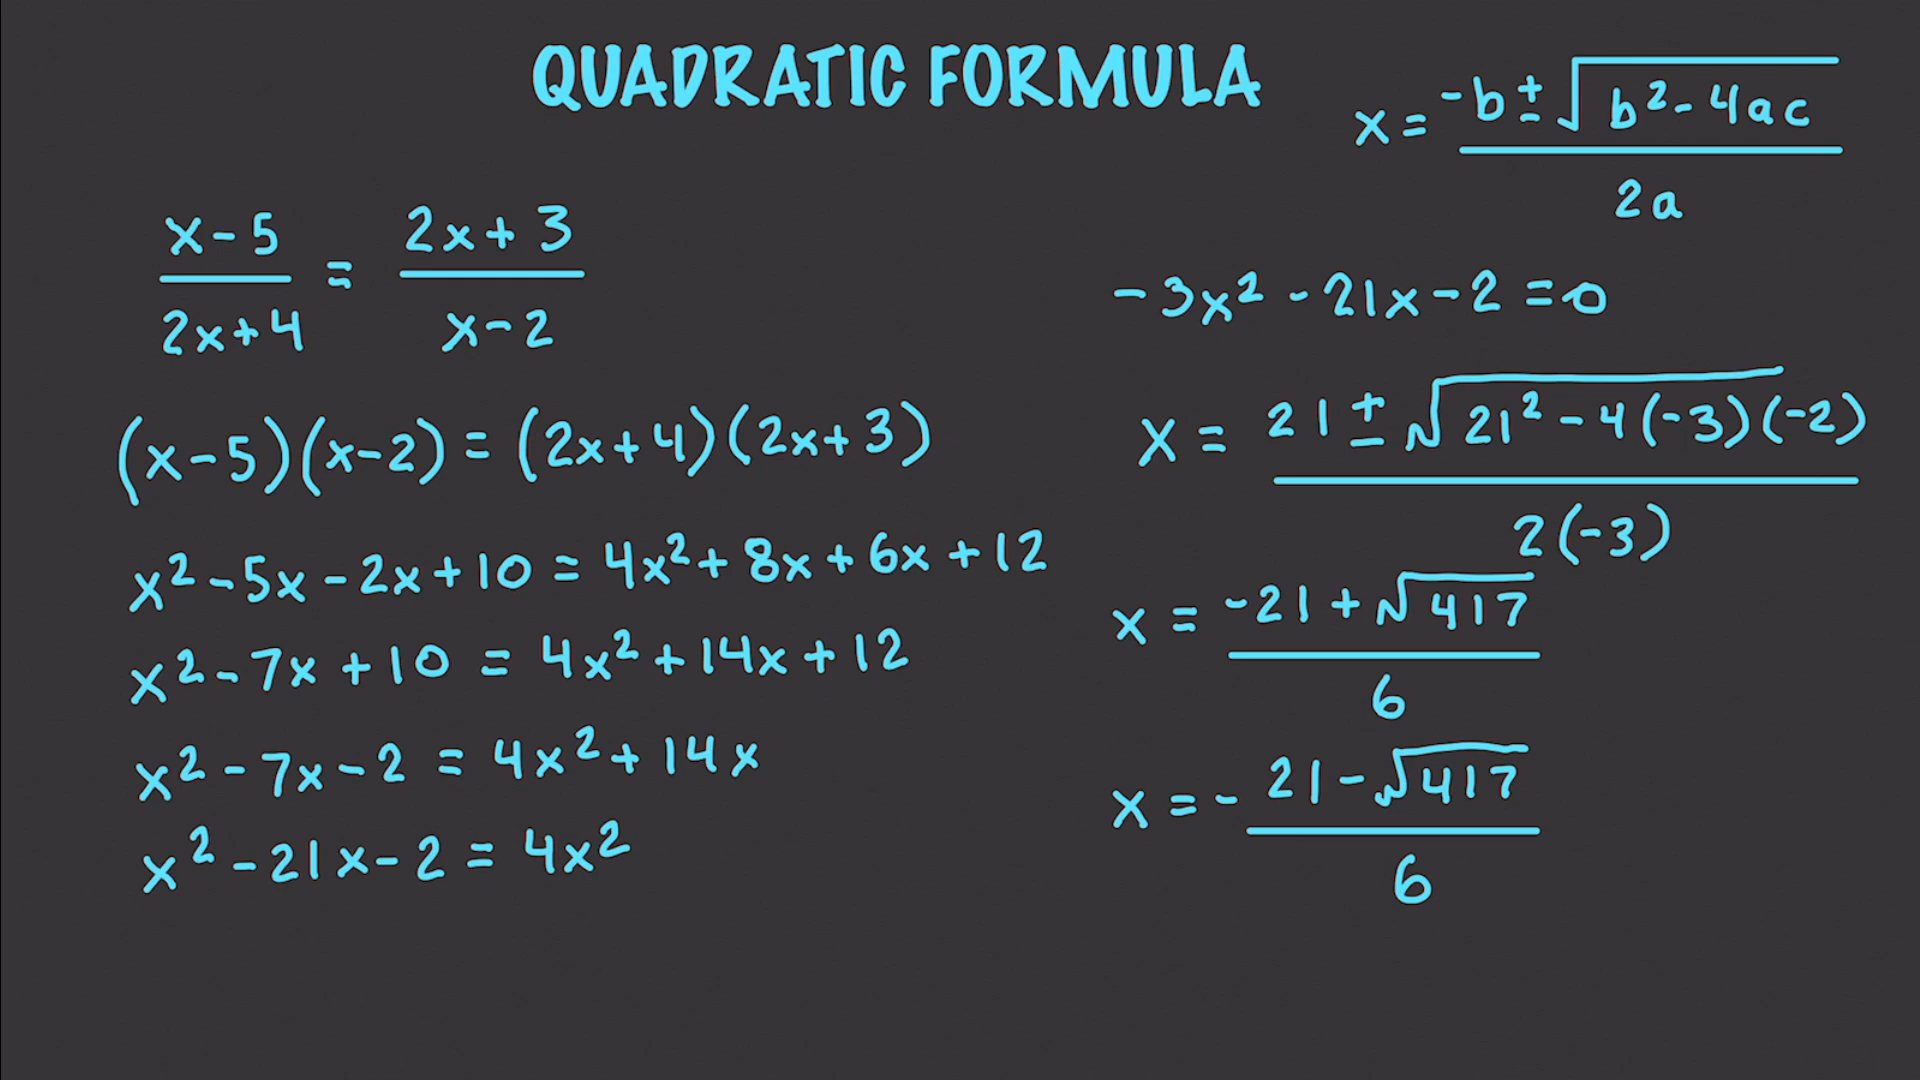 QUADRATIC FORMULA
x = -b ± √(b² - 4ac) / 2a
x - 5 / 2x + 4 = 2x + 3 / x - 2
(x - 5)(x - 2) = (2x + 4)(2x + 3)
x² - 5x - 2x + 10 = 4x² + 8x + 6x + 12
x² - 7x + 10 = 4x² + 14x + 12
x² - 7x - 2 = 4x² + 14x
x² - 21x - 2 = 4x²
-3x² - 21x - 2 = 0
x = 21 ± √(21² - 4(-3)(-2)) / 2(-3)
x = -21 + √417 / 6
x = - 21 - √417 / 6